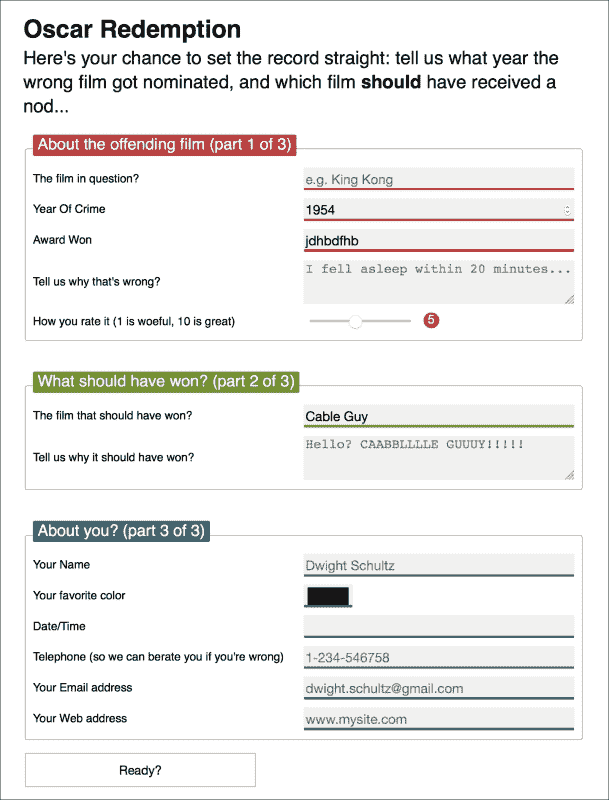 Oscar Redemption
Here's your chance to set the record straight: tell us what year the
wrong film got nominated, and which film should have received a
nod...
About the offending film (part 1 of 3)
The film in question? e.g. King Kong
Year Of Crime 1954
Award Won jdhbdfhb
Tell us why that's wrong? I fell asleep within 20 minutes...
How you rate it (1 is woeful, 10 is great) 5
What should have won? (part 2 of 3)
The film that should have won? Cable Guy
Tell us why it should have won? Hello? CAABBLLLLE GUUUY!!!!!
About you? (part 3 of 3)
Your Name Dwight Schultz
Your favorite color
Date/Time
Telephone (so we can berate you if you're wrong) 1-234-546758
Your Email address dwight.schultz@gmail.com
Your Web address www.mysite.com
Ready?